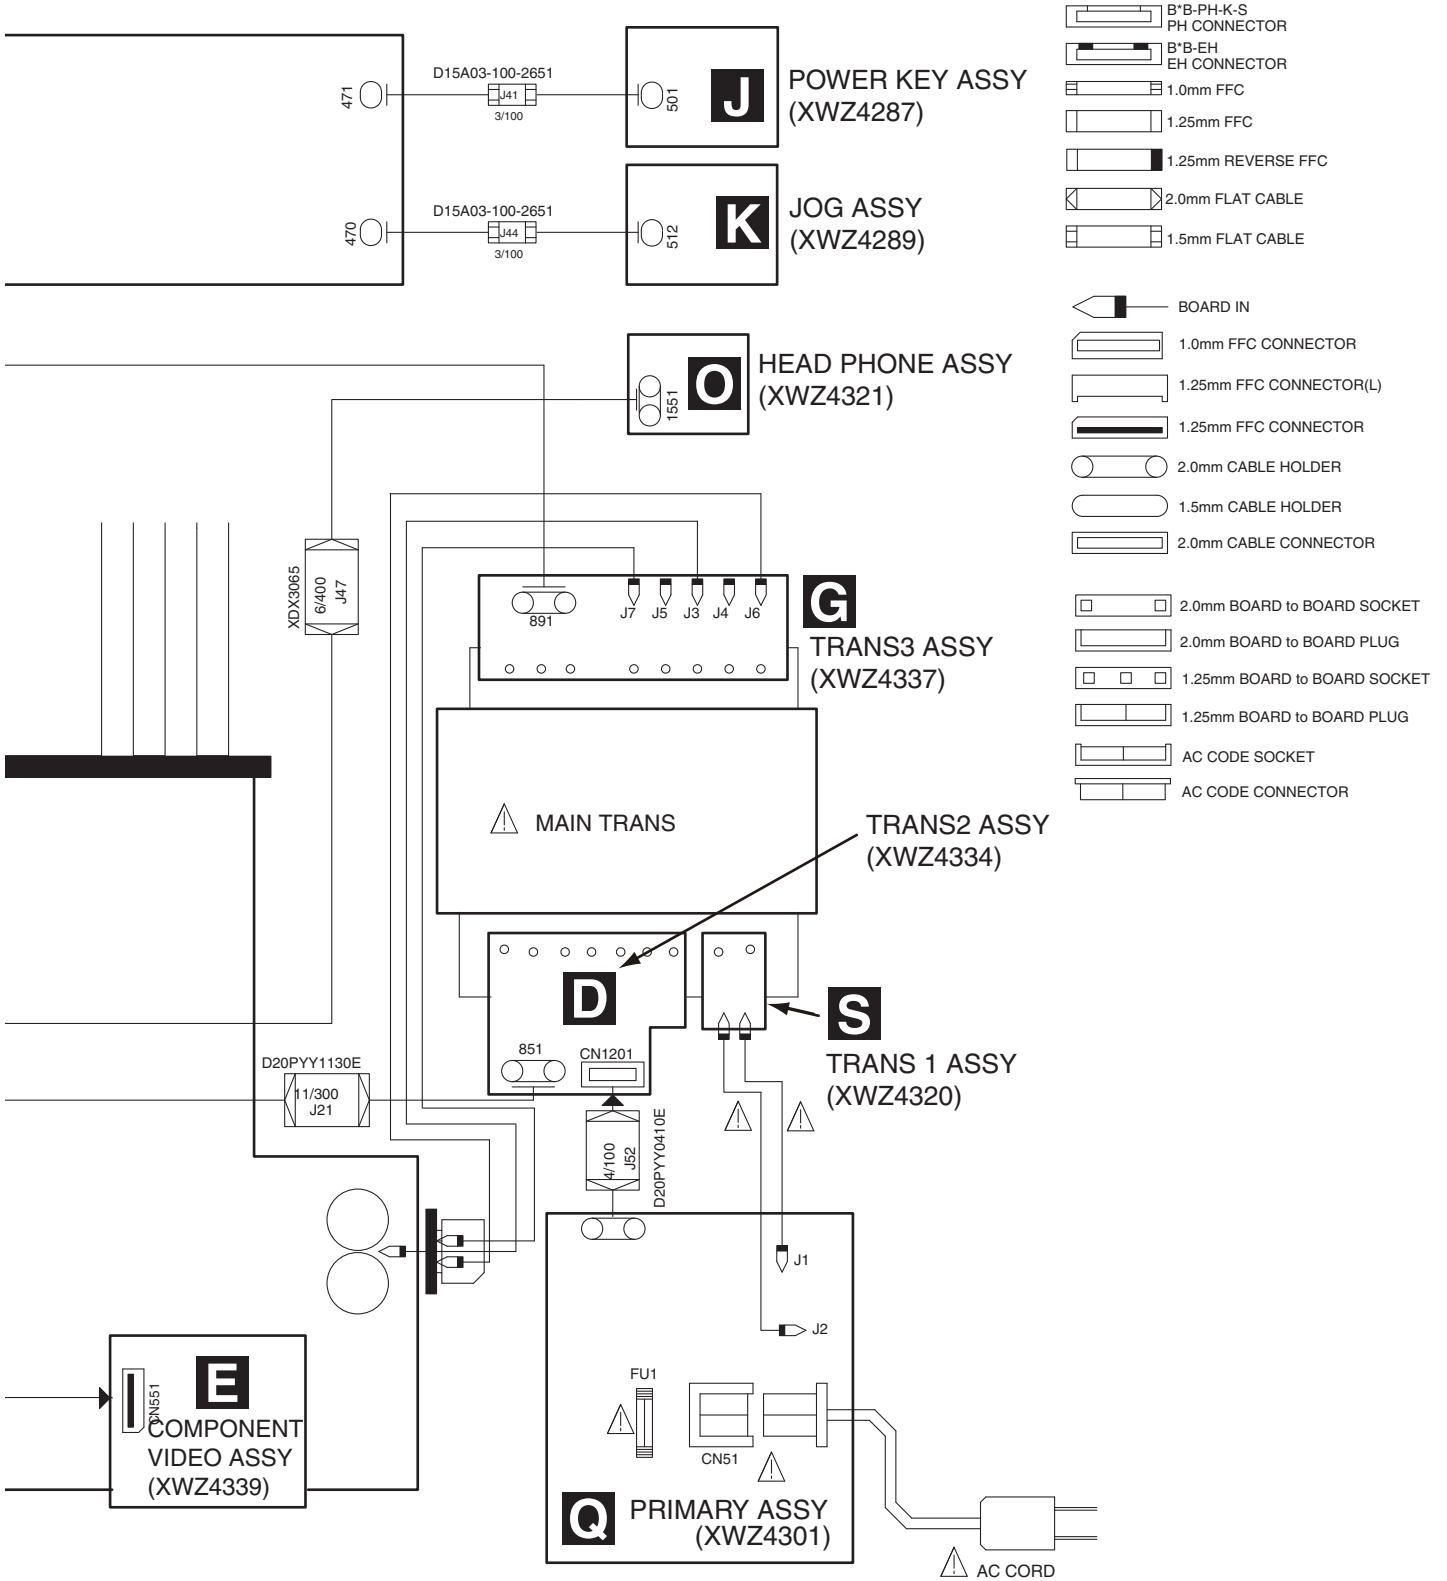 471
D15A03-100-2651
J41
3/100
501
J
POWER KEY ASSY
(XWZ4287)
470
D15A03-100-2651
J44
3/100
512
K
JOG ASSY
(XWZ4289)
B*B-PH-K-S
PH CONNECTOR
B*B-EH
EH CONNECTOR
1.0mm FFC
1.25mm FFC
1.25mm REVERSE FFC
2.0mm FLAT CABLE
1.5mm FLAT CABLE
BOARD IN
1.0mm FFC CONNECTOR
1.25mm FFC CONNECTOR(L)
1.25mm FFC CONNECTOR
2.0mm CABLE HOLDER
1.5mm CABLE HOLDER
2.0mm CABLE CONNECTOR
2.0mm BOARD to BOARD SOCKET
2.0mm BOARD to BOARD PLUG
1.25mm BOARD to BOARD SOCKET
1.25mm BOARD to BOARD PLUG
AC CODE SOCKET
AC CODE CONNECTOR
1551
O
HEAD PHONE ASSY
(XWZ4321)
XDX3065
6/400
J47
891
J7
J5
J3
J4
J6
G
TRANS3 ASSY
(XWZ4337)
MAIN TRANS
TRANS2 ASSY
(XWZ4334)
D
851
CN1201
S
TRANS 1 ASSY
(XWZ4320)
D20PYY1130E
11/300
J21
4/100
J52
D20PYY0410E
J1
J2
FU1
CN51
E
CN551
COMPONENT
VIDEO ASSY
(XWZ4339)
Q
PRIMARY ASSY
(XWZ4301)
AC CORD